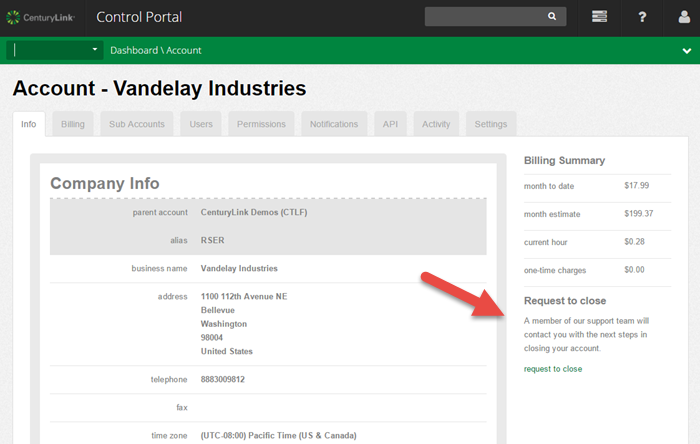 CenturyLink® Control Portal ?
Dashboard \ Account
Account - Vandelay Industries
Info Billing Sub Accounts Users Permissions Notifications API Activity Settings
Company Info
parent account CenturyLink Demos (CTLF)
alias RSER
business name Vandelay Industries
address 1100 112th Avenue NE
Bellevue
Washington
98004
United States
telephone 8883009812
fax
time zone (UTC-08:00) Pacific Time (US & Canada)
Billing Summary
month to date $17.99
month estimate $199.37
current hour $0.28
one-time charges $0.00
Request to close
A member of our support team will
contact you with the next steps in
closing your account.
request to close